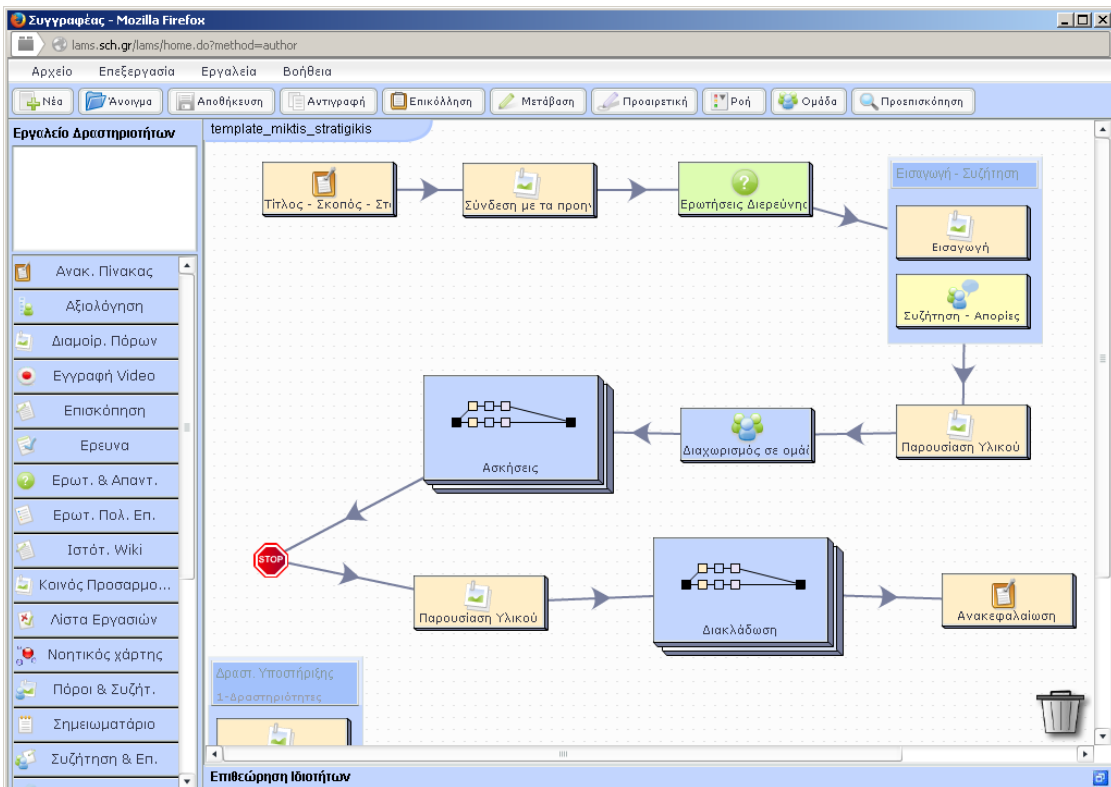 Συγγραφέας - Mozilla Firefox
lams.sch.gr/lams/home.do?method=author
Αρχείο Επεξεργασία Εργαλεία Βοήθεια
Νέα Άνοιγμα Αποθήκευση Αντιγραφή Επικόλληση Μετάβαση Προαιρετική Ροή Ομάδα Προεπισκόπηση
Εργαλείο Δραστηριοτήτων
template_miktis_stratigikis
Τίτλος - Σκοπός - Στι
Σύνδεση με τα προην
Ερωτήσεις Διερεύνησ
Εισαγωγή - Συζήτηση
Εισαγωγή
Συζήτηση - Απορίες
Ασκήσεις
Διαχωρισμός σε ομάδ
Παρουσίαση Υλικού
STOP
Παρουσίαση Υλικού
Διακλάδωση
Ανακεφαλαίωση
Δραστ. Υποστήριξης
1-Δραστηριότητες
Ανακ. Πίνακας
Αξιολόγηση
Διαμοίρ. Πόρων
Εγγραφή Video
Επισκόπηση
Ερευνα
Ερωτ. & Απαντ.
Ερωτ. Πολ. Επ.
Ιστότ. Wiki
Κοινός Προσαρμο...
Λίστα Εργασιών
Νοητικός χάρτης
Πόροι & Συζήτ.
Σημειωματάριο
Συζήτηση & Επ.
Επιθεώρηση Ιδιοτήτων